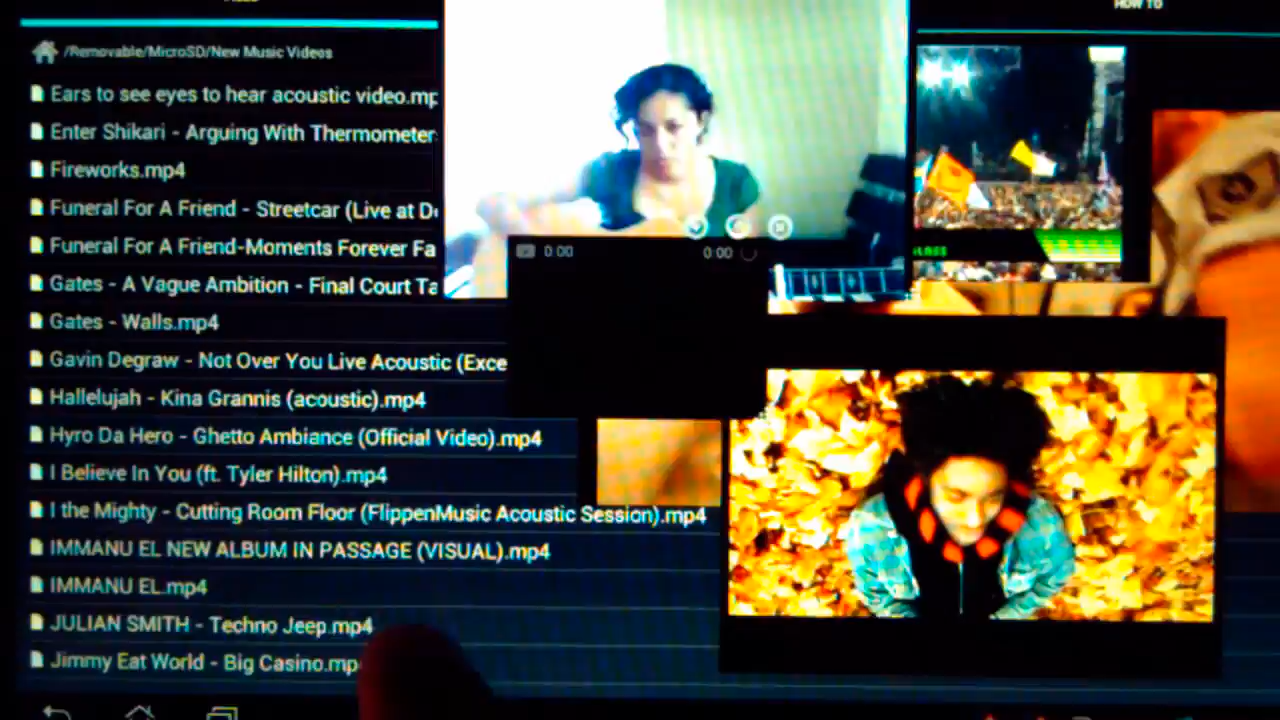 HOW TO
/Removable/MicroSD/New Music Videos
Ears to see eyes to hear acoustic video.mp
Enter Shikari - Arguing With Thermometer
Fireworks.mp4
Funeral For A Friend - Streetcar (Live at D
Funeral For A Friend-Moments Forever Fa
Gates - A Vague Ambition - Final Court Ta
Gates - Walls.mp4
Gavin Degraw - Not Over You Live Acoustic (Exce
Hallelujah - Kina Grannis (acoustic).mp4
Hyro Da Hero - Ghetto Ambiance (Official Video).mp4
I Believe In You (ft. Tyler Hilton).mp4
I the Mighty - Cutting Room Floor (FlippenMusic Acoustic Session).mp4
IMMANU EL NEW ALBUM IN PASSAGE (VISUAL).mp4
IMMANU EL.mp4
JULIAN SMITH - Techno Jeep.mp4
Jimmy Eat World - Big Casino.mp
0:00 0:00